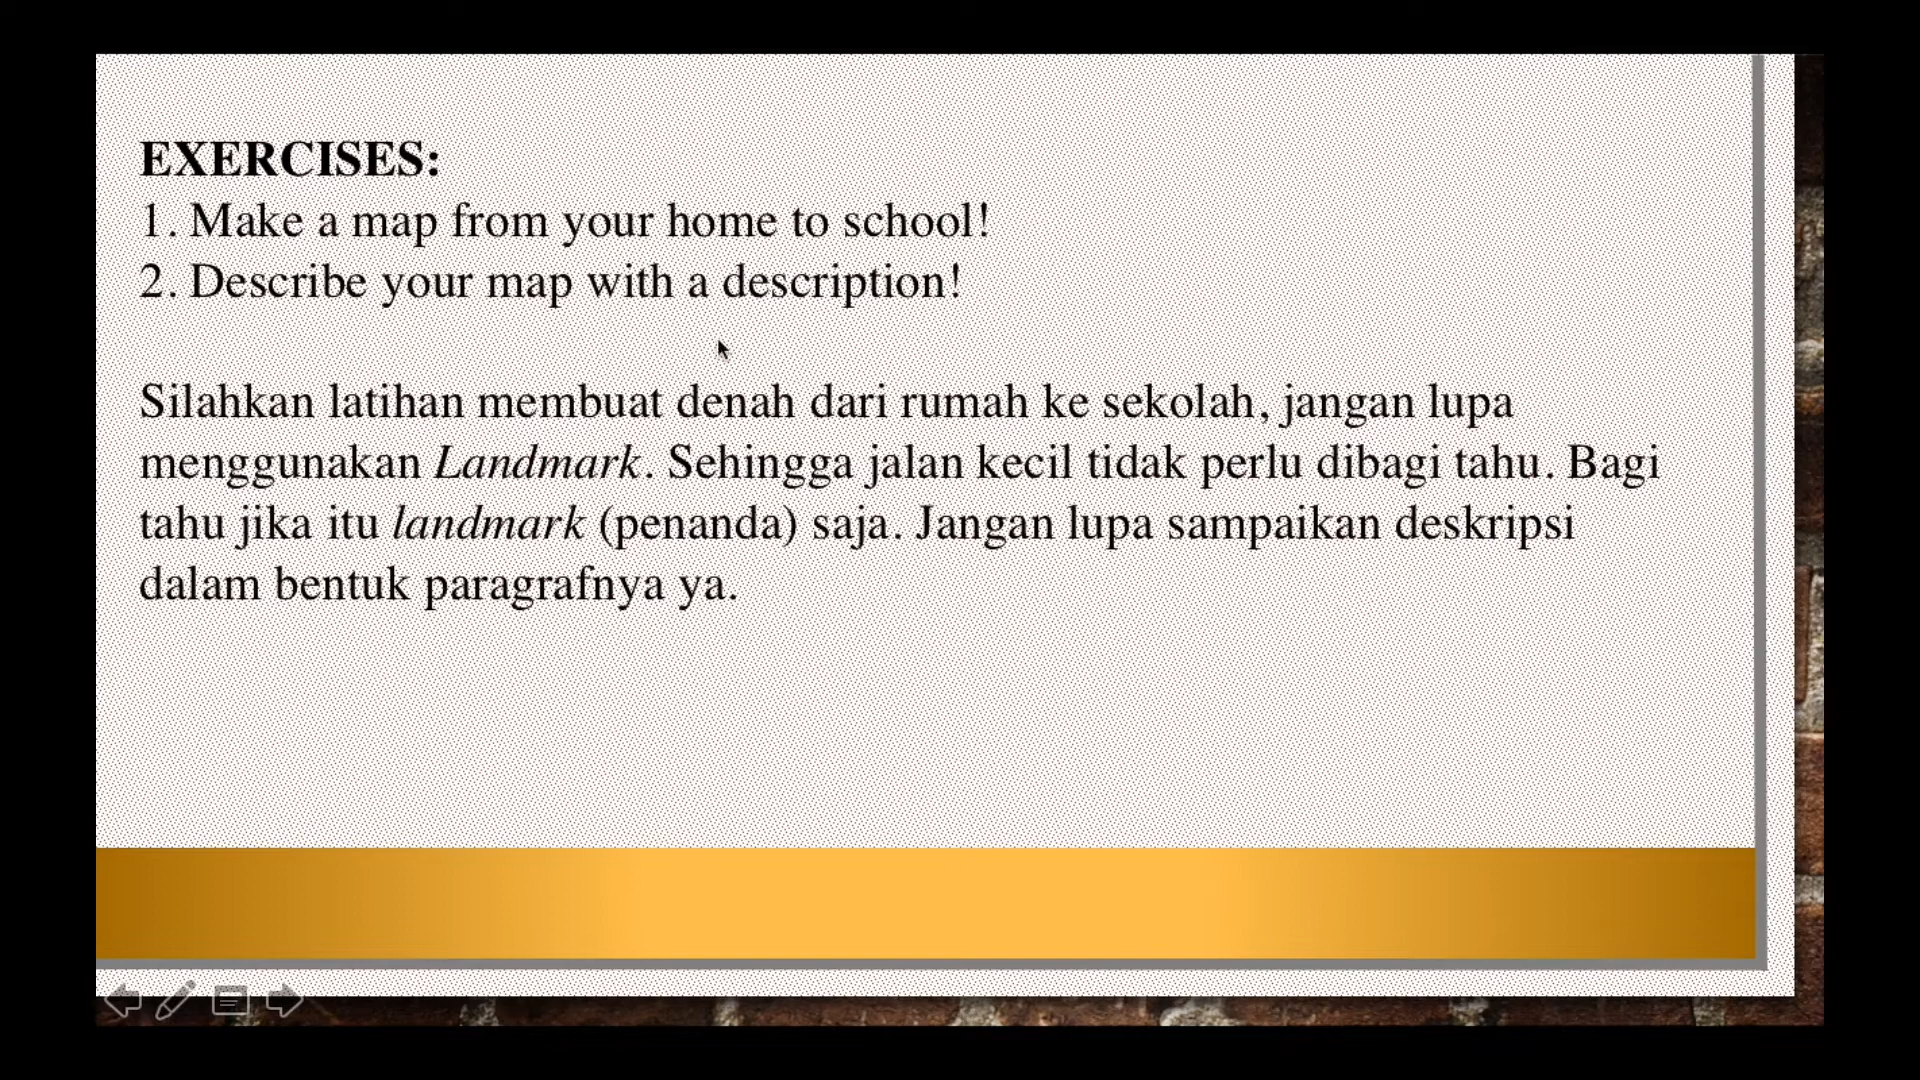 EXERCISES:
1. Make a map from your home to school!
2. Describe your map with a description!
Silahkan latihan membuat denah dari rumah ke sekolah, jangan lupa
menggunakan Landmark. Sehingga jalan kecil tidak perlu dibagi tahu. Bagi
tahu jika itu landmark (penanda) saja. Jangan lupa sampaikan deskripsi
dalam bentuk paragrafnya ya.